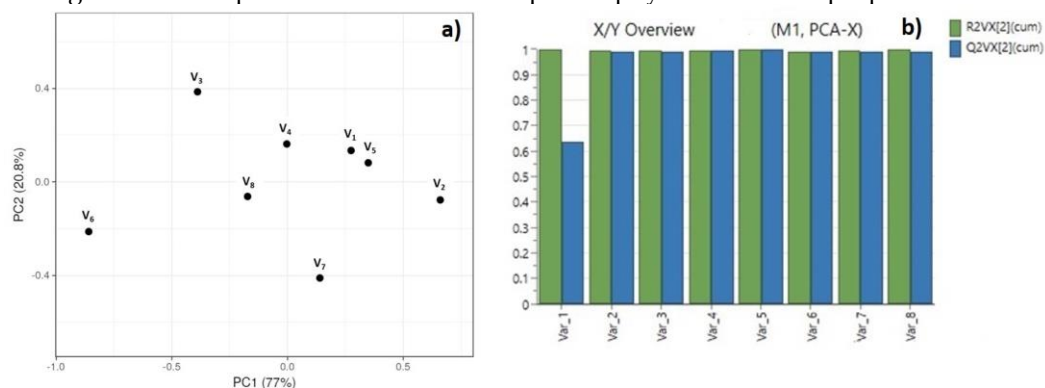 a)
V3
V4
V1
V5
V8
V2
V6
V7
0.4
0.0
-0.4
PC2 (20.8%)
-1.0 -0.5 0.0 0.5
PC1 (77%)
X/Y Overview (M1, PCA-X) b)
R2VX[2](cum)
Q2VX[2](cum)
1
0.9
0.8
0.7
0.6
0.5
0.4
0.3
0.2
0.1
0
Var_1 Var_2 Var_3 Var_4 Var_5 Var_6 Var_7 Var_8